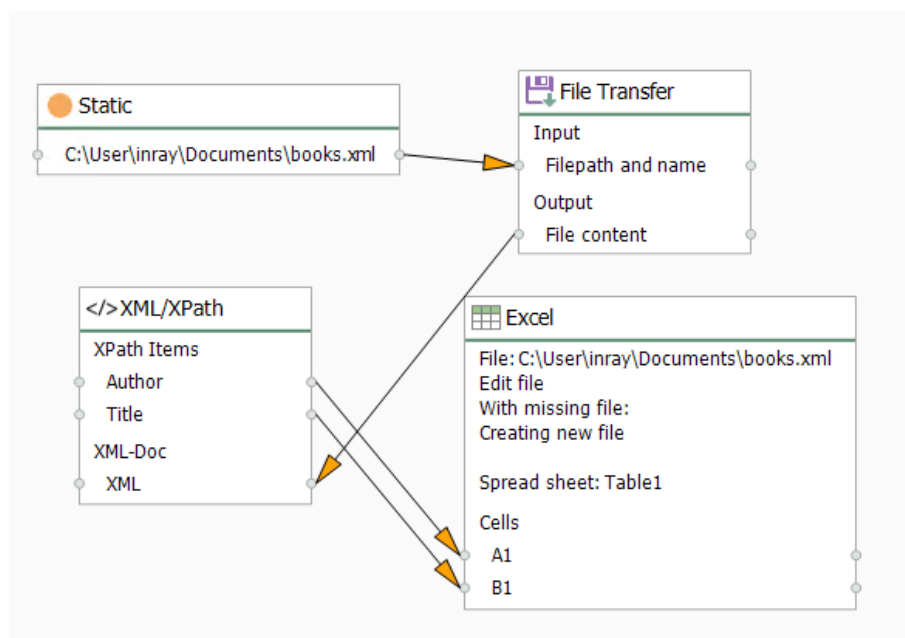 Static
C:\User\inray\Documents\books.xml
File Transfer
Input
Filepath and name
Output
File content
</>XML/XPath
XPath Items
Author
Title
XML-Doc
XML
Excel
File: C:\User\inray\Documents\books.xml
Edit file
With missing file:
Creating new file
Spread sheet: Table1
Cells
A1
B1